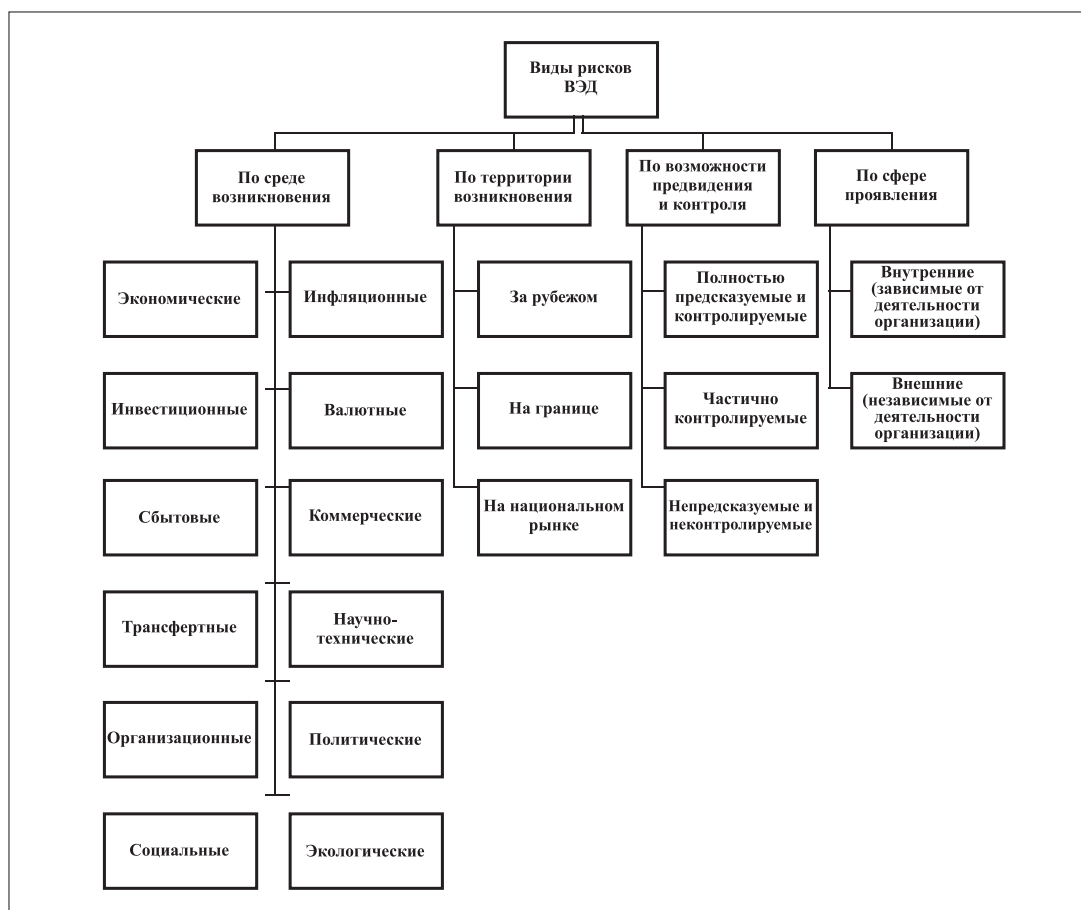 Виды рисков
ВЭД
По среде
возникновения
По территории
возникновения
По возможности
предвидения
и контроля
По сфере
проявления
Экономические
Инфляционные
За рубежом
Полностью
предсказуемые и
контролируемые
Внутренние
(зависимые от
деятельности
организации)
Инвестиционные
Валютные
На границе
Частично
контролируемые
Внешние
(независимые от
деятельности
организации)
Сбытовые
Коммерческие
На национальном
рынке
Непредсказуемые и
неконтролируемые
Трансфертные
Научно-
технические
Организационные
Политические
Социальные
Экологические